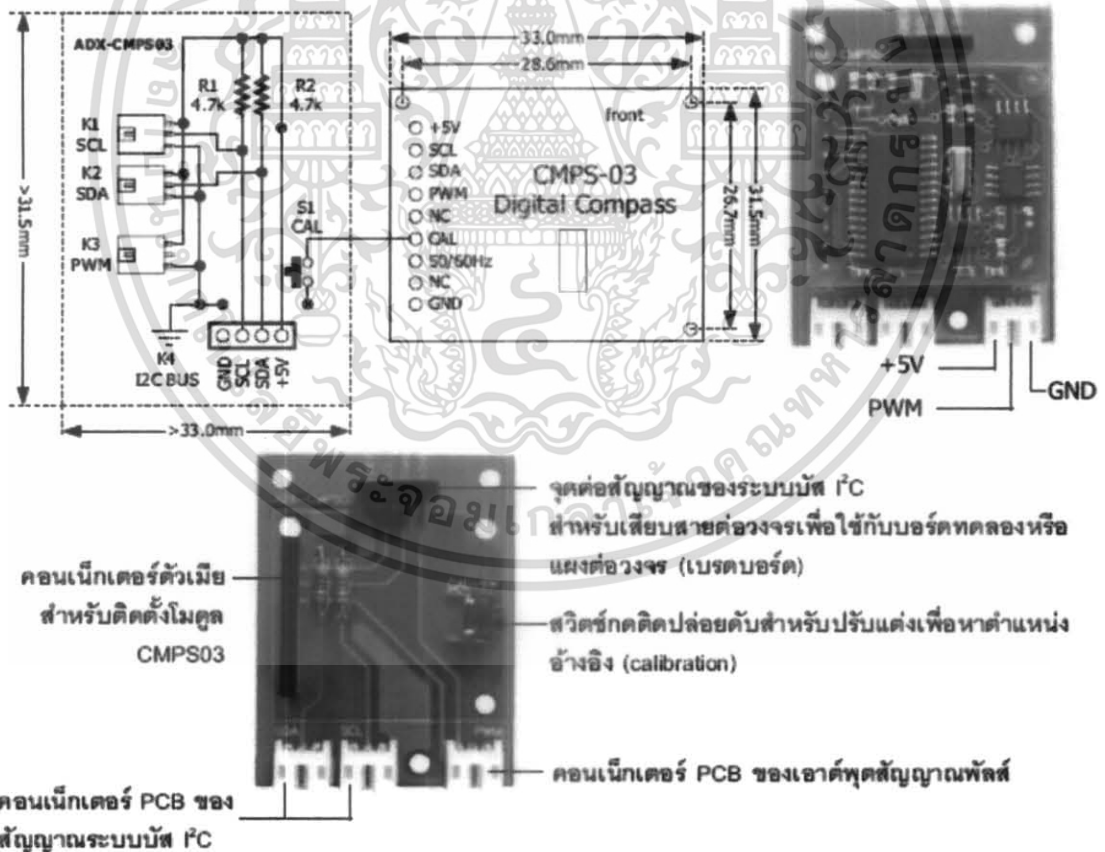 ADX-CMPS03
R1
4.7k
R2
4.7k
K1
SCL
K2
SDA
K3
PWM
S1
CAL
K4
I2C BUS
GND
SCL
SDA
+5V
>31.5mm
>33.0mm
33.0mm
28.6mm
front
+5V
SCL
SDA
PWM
NC
CAL
50/60Hz
NC
GND
CMPS-03
Digital Compass
26.7mm
31.5mm
+5V
PWM
GND
จุดต่อสัญญาณของระบบบัส I²C
สำหรับเสียบสายต่อวงจรเพื่อใช้กับบอร์ดทดลองหรือ
แผงต่อวงจร (เบรดบอร์ด)
คอนเน็กเตอร์ตัวเมีย
สำหรับติดตั้งโมดูล
CMPS03
สวิตช์กดติดปล่อยดับสำหรับปรับแต่งเพื่อหาตำแหน่ง
อ้างอิง (calibration)
SCL
PWM
คอนเน็กเตอร์ PCB ของเอาต์พุตสัญญาณพัลส์
คอนเน็กเตอร์ PCB ของ
สัญญาณระบบบัส I²C